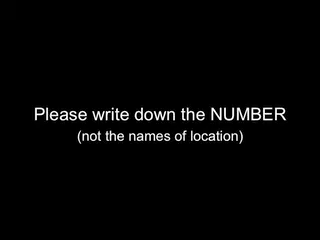 Please write down the NUMBER
(not the names of location)